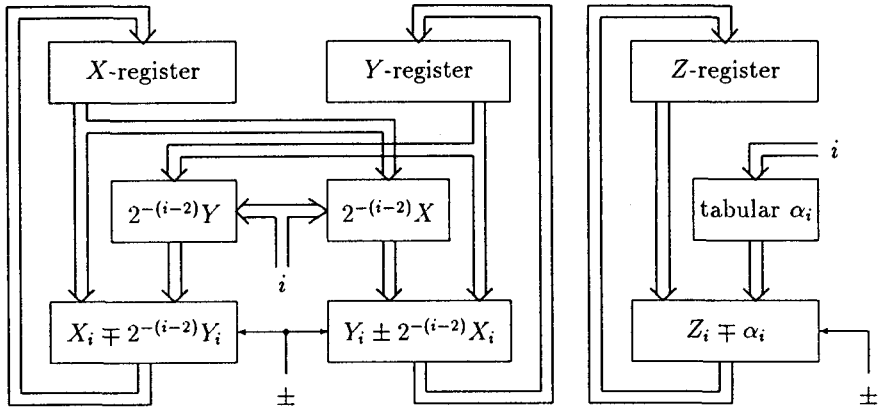 X-register Y-register Z-register
i
2^{-(i-2)}Y 2^{-(i-2)}X tabular α_i
i
X_i ∓ 2^{-(i-2)}Y_i Y_i ± 2^{-(i-2)}X_i Z_i ∓ α_i
± ±